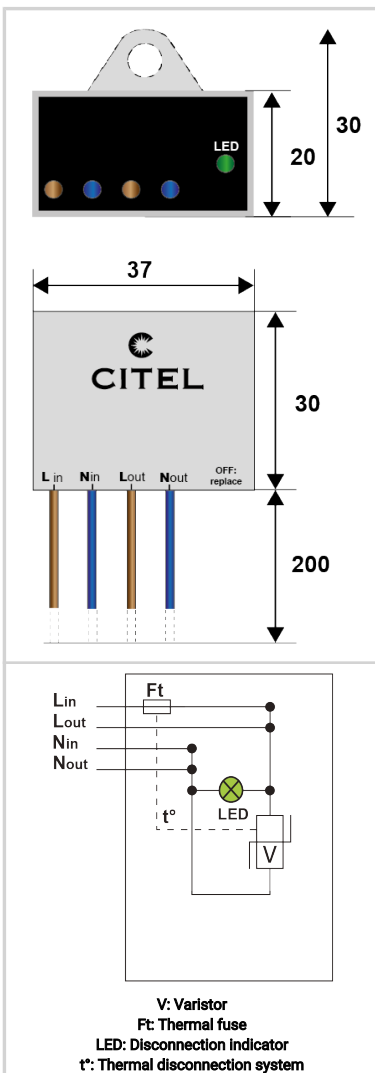 LED
30
20
37
CITEL
30
L in Nin Lout Nout OFF: replace
200
Ft
Lin
Lout
Nin
Nout
t°
LED
V
V: Varistor
Ft: Thermal fuse
LED: Disconnection indicator
t°: Thermal disconnection system